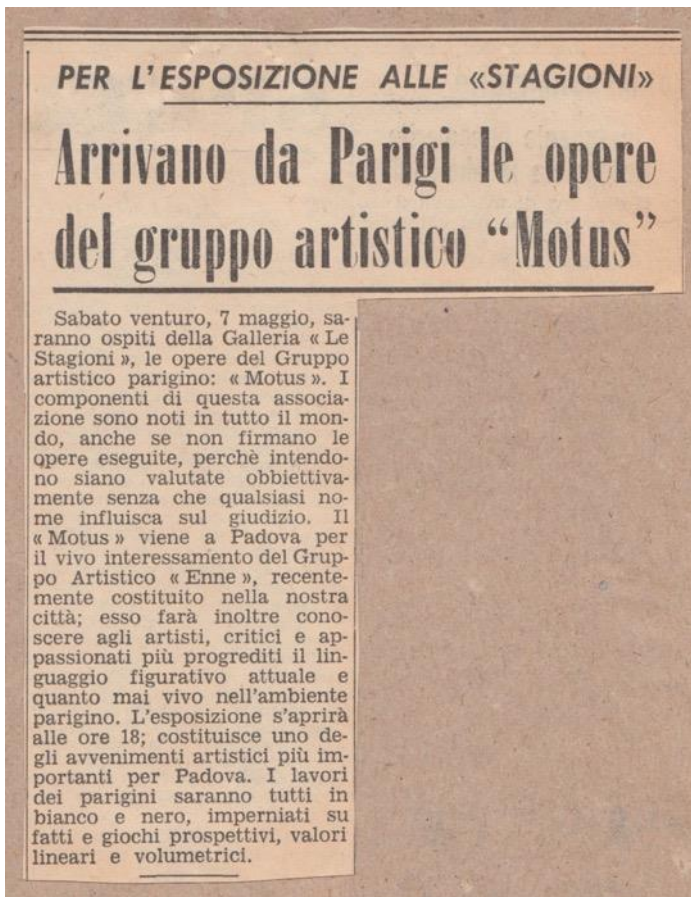 PER L'ESPOSIZIONE ALLE «STAGIONI»
Arrivano da Parigi le opere
del gruppo artistico “Motus”
Sabato venturo, 7 maggio, sa-
ranno ospiti della Galleria « Le
Stagioni », le opere del Gruppo
artistico parigino: « Motus ». I
componenti di questa associa-
zione sono noti in tutto il mon-
do, anche se non firmano le
opere eseguite, perchè intendo-
no siano valutate obbiettiva-
mente senza che qualsiasi no-
me influisca sul giudizio. Il
« Motus » viene a Padova per
il vivo interessamento del Grup-
po Artistico « Enne », recente-
mente costituito nella nostra
città; esso farà inoltre cono-
scere agli artisti, critici e ap-
passionati più progrediti il lin-
guaggio figurativo attuale e
quanto mai vivo nell'ambiente
parigino. L'esposizione s'aprirà
alle ore 18; costituisce uno de-
gli avvenimenti artistici più im-
portanti per Padova. I lavori
dei parigini saranno tutti in
bianco e nero, imperniati su
fatti e giochi prospettivi, valori
lineari e volumetrici.